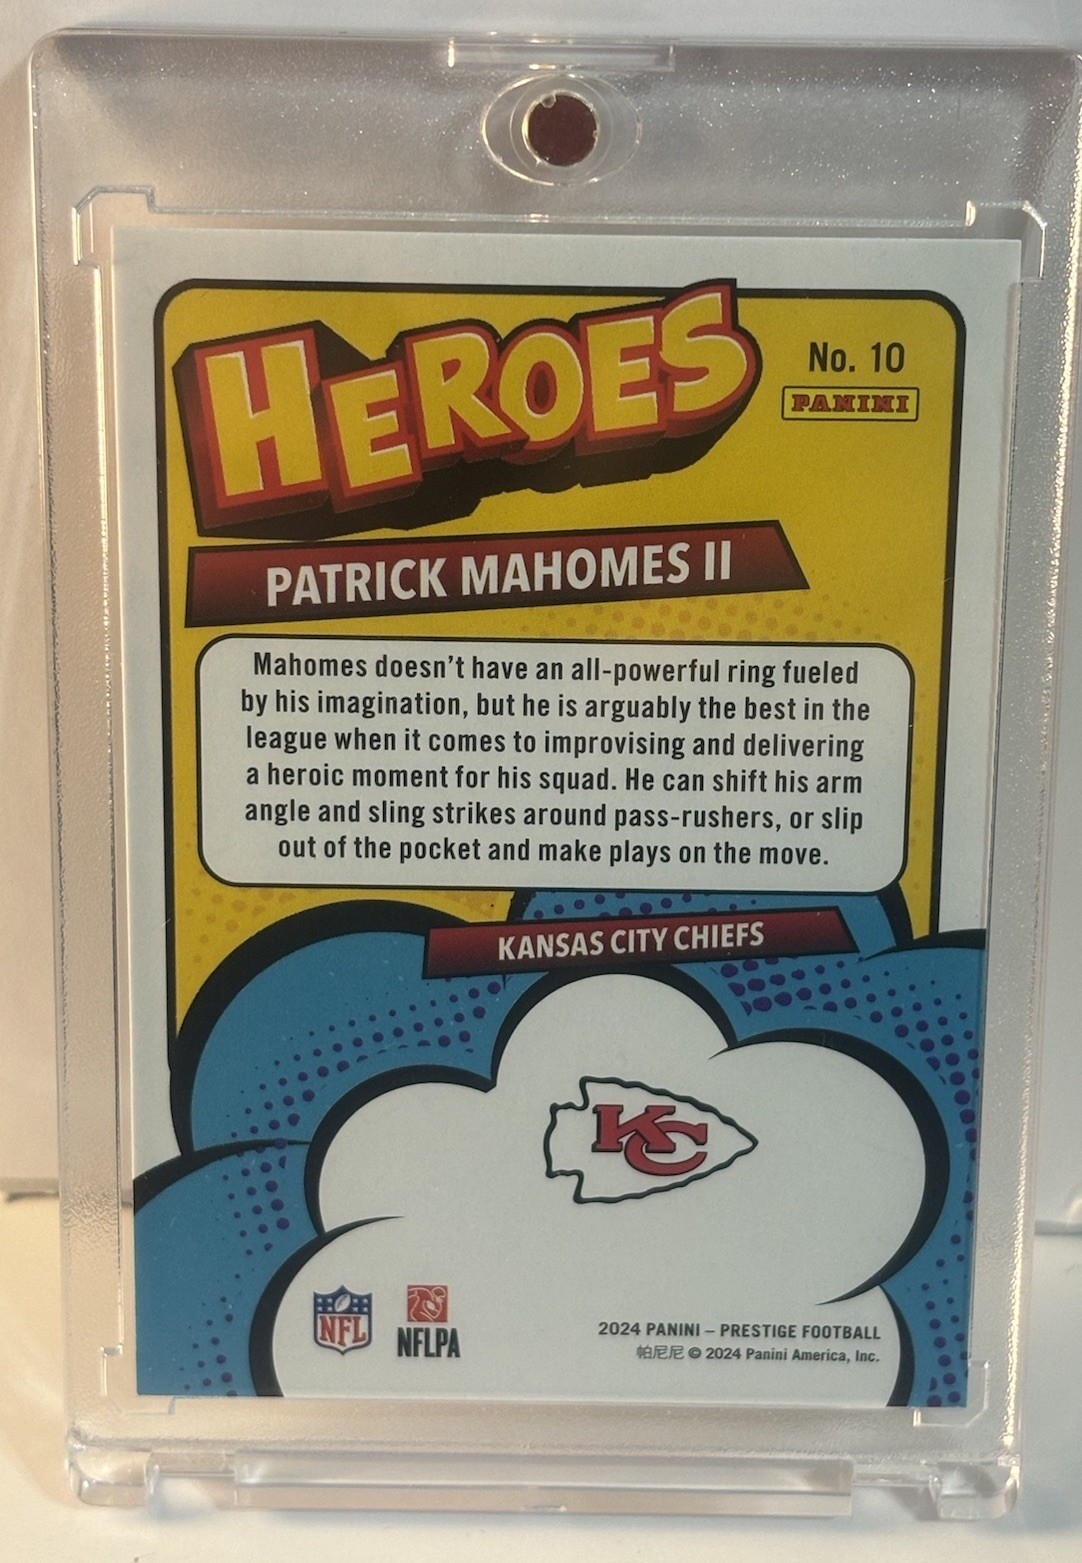 HEROES
No. 10
PANINI
PATRICK MAHOMES II
Mahomes doesn't have an all-powerful ring fueled
by his imagination, but he is arguably the best in the
league when it comes to improvising and delivering
a heroic moment for his squad. He can shift his arm
angle and sling strikes around pass-rushers, or slip
out of the pocket and make plays on the move.
KANSAS CITY CHIEFS
KC
NFL
NFLPA
2024 PANINI – PRESTIGE FOOTBALL
帕尼尼 © 2024 Panini America, Inc.